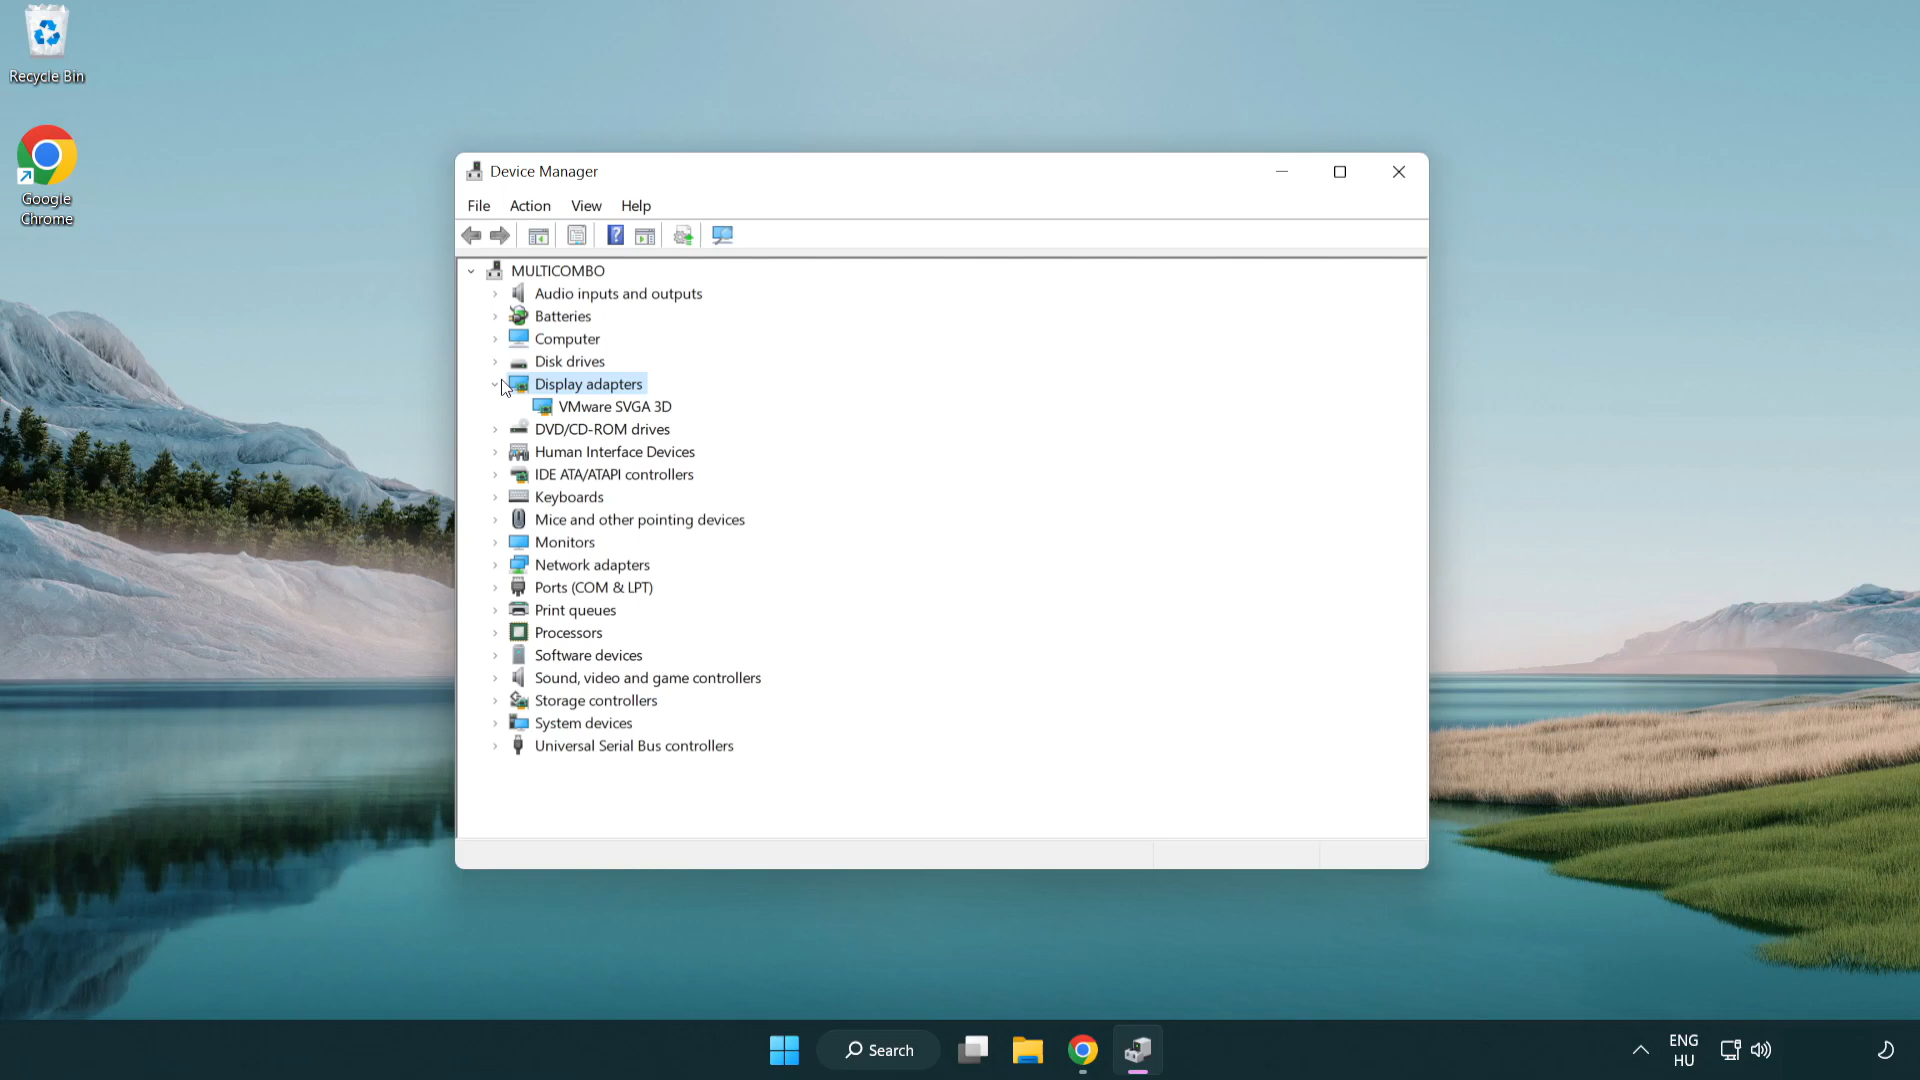 Recycle Bin
Google
Chrome
Device Manager
File Action View Help
MULTICOMBO
Audio inputs and outputs
Batteries
Computer
Disk drives
Display adapters
VMware SVGA 3D
DVD/CD-ROM drives
Human Interface Devices
IDE ATA/ATAPI controllers
Keyboards
Mice and other pointing devices
Monitors
Network adapters
Ports (COM & LPT)
Print queues
Processors
Software devices
Sound, video and game controllers
Storage controllers
System devices
Universal Serial Bus controllers
Search
ENG
HU